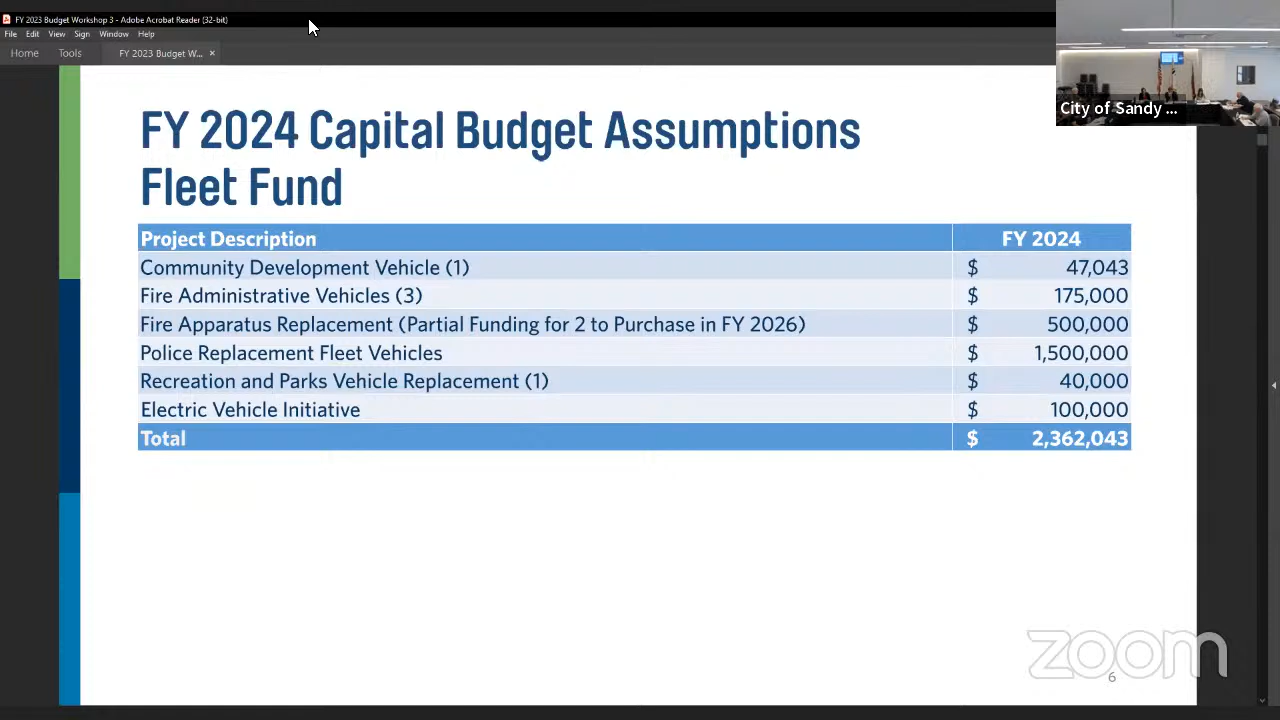 FY 2023 Budget Workshop 3 - Adobe Acrobat Reader (32-bit)
File Edit View Sign Window Help
Home Tools FY 2023 Budget W... ×
City of Sandy ...
FY 2024 Capital Budget Assumptions
Fleet Fund
Project Description FY 2024
Community Development Vehicle (1) $ 47,043
Fire Administrative Vehicles (3) $ 175,000
Fire Apparatus Replacement (Partial Funding for 2 to Purchase in FY 2026) $ 500,000
Police Replacement Fleet Vehicles $ 1,500,000
Recreation and Parks Vehicle Replacement (1) $ 40,000
Electric Vehicle Initiative $ 100,000
Total $ 2,362,043
zoom
6